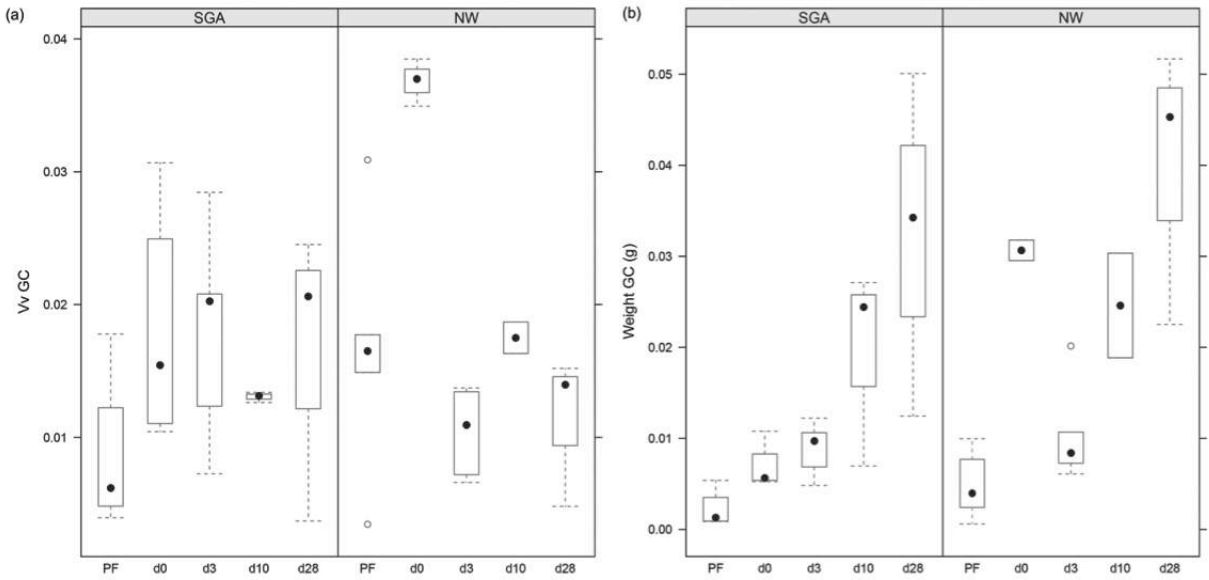 (a)
SGA
NW
0.04
0.03
0.02
0.01
Vv GC
PF d0 d3 d10 d28 PF d0 d3 d10 d28
(b)
SGA
NW
0.05
0.04
0.03
0.02
0.01
0.00
Weight GC (g)
PF d0 d3 d10 d28 PF d0 d3 d10 d28